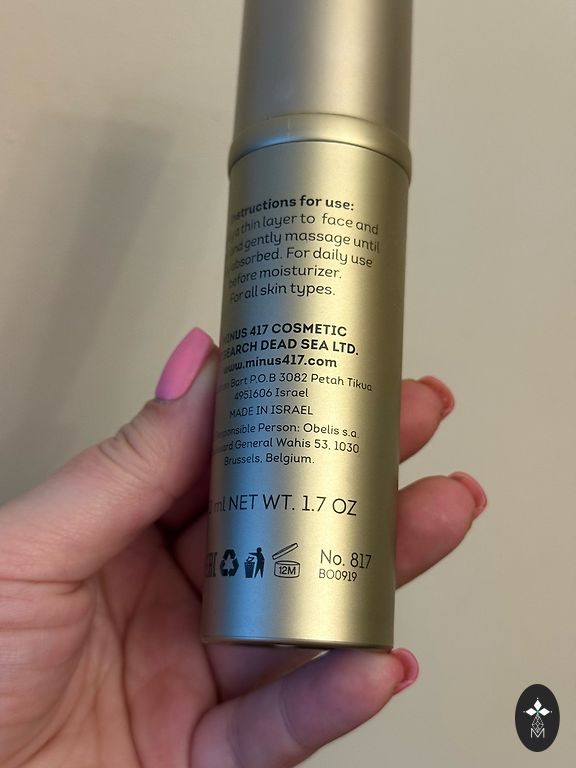 nstructions for use:
a thin layer to face and
and gently massage until
absorbed. For daily use
before moisturizer.
For all skin types.
MINUS 417 COSMETIC
SEARCH DEAD SEA LTD.
www.minus417.com
Bart P.O.B 3082 Petah Tikua
4951606 Israel
MADE IN ISRAEL
Responsible Person: Obelis s.a.
General Wahis 53, 1030
Brussels, Belgium.
ml NET WT. 1.7 OZ
12M
No. 817
BO0919
M